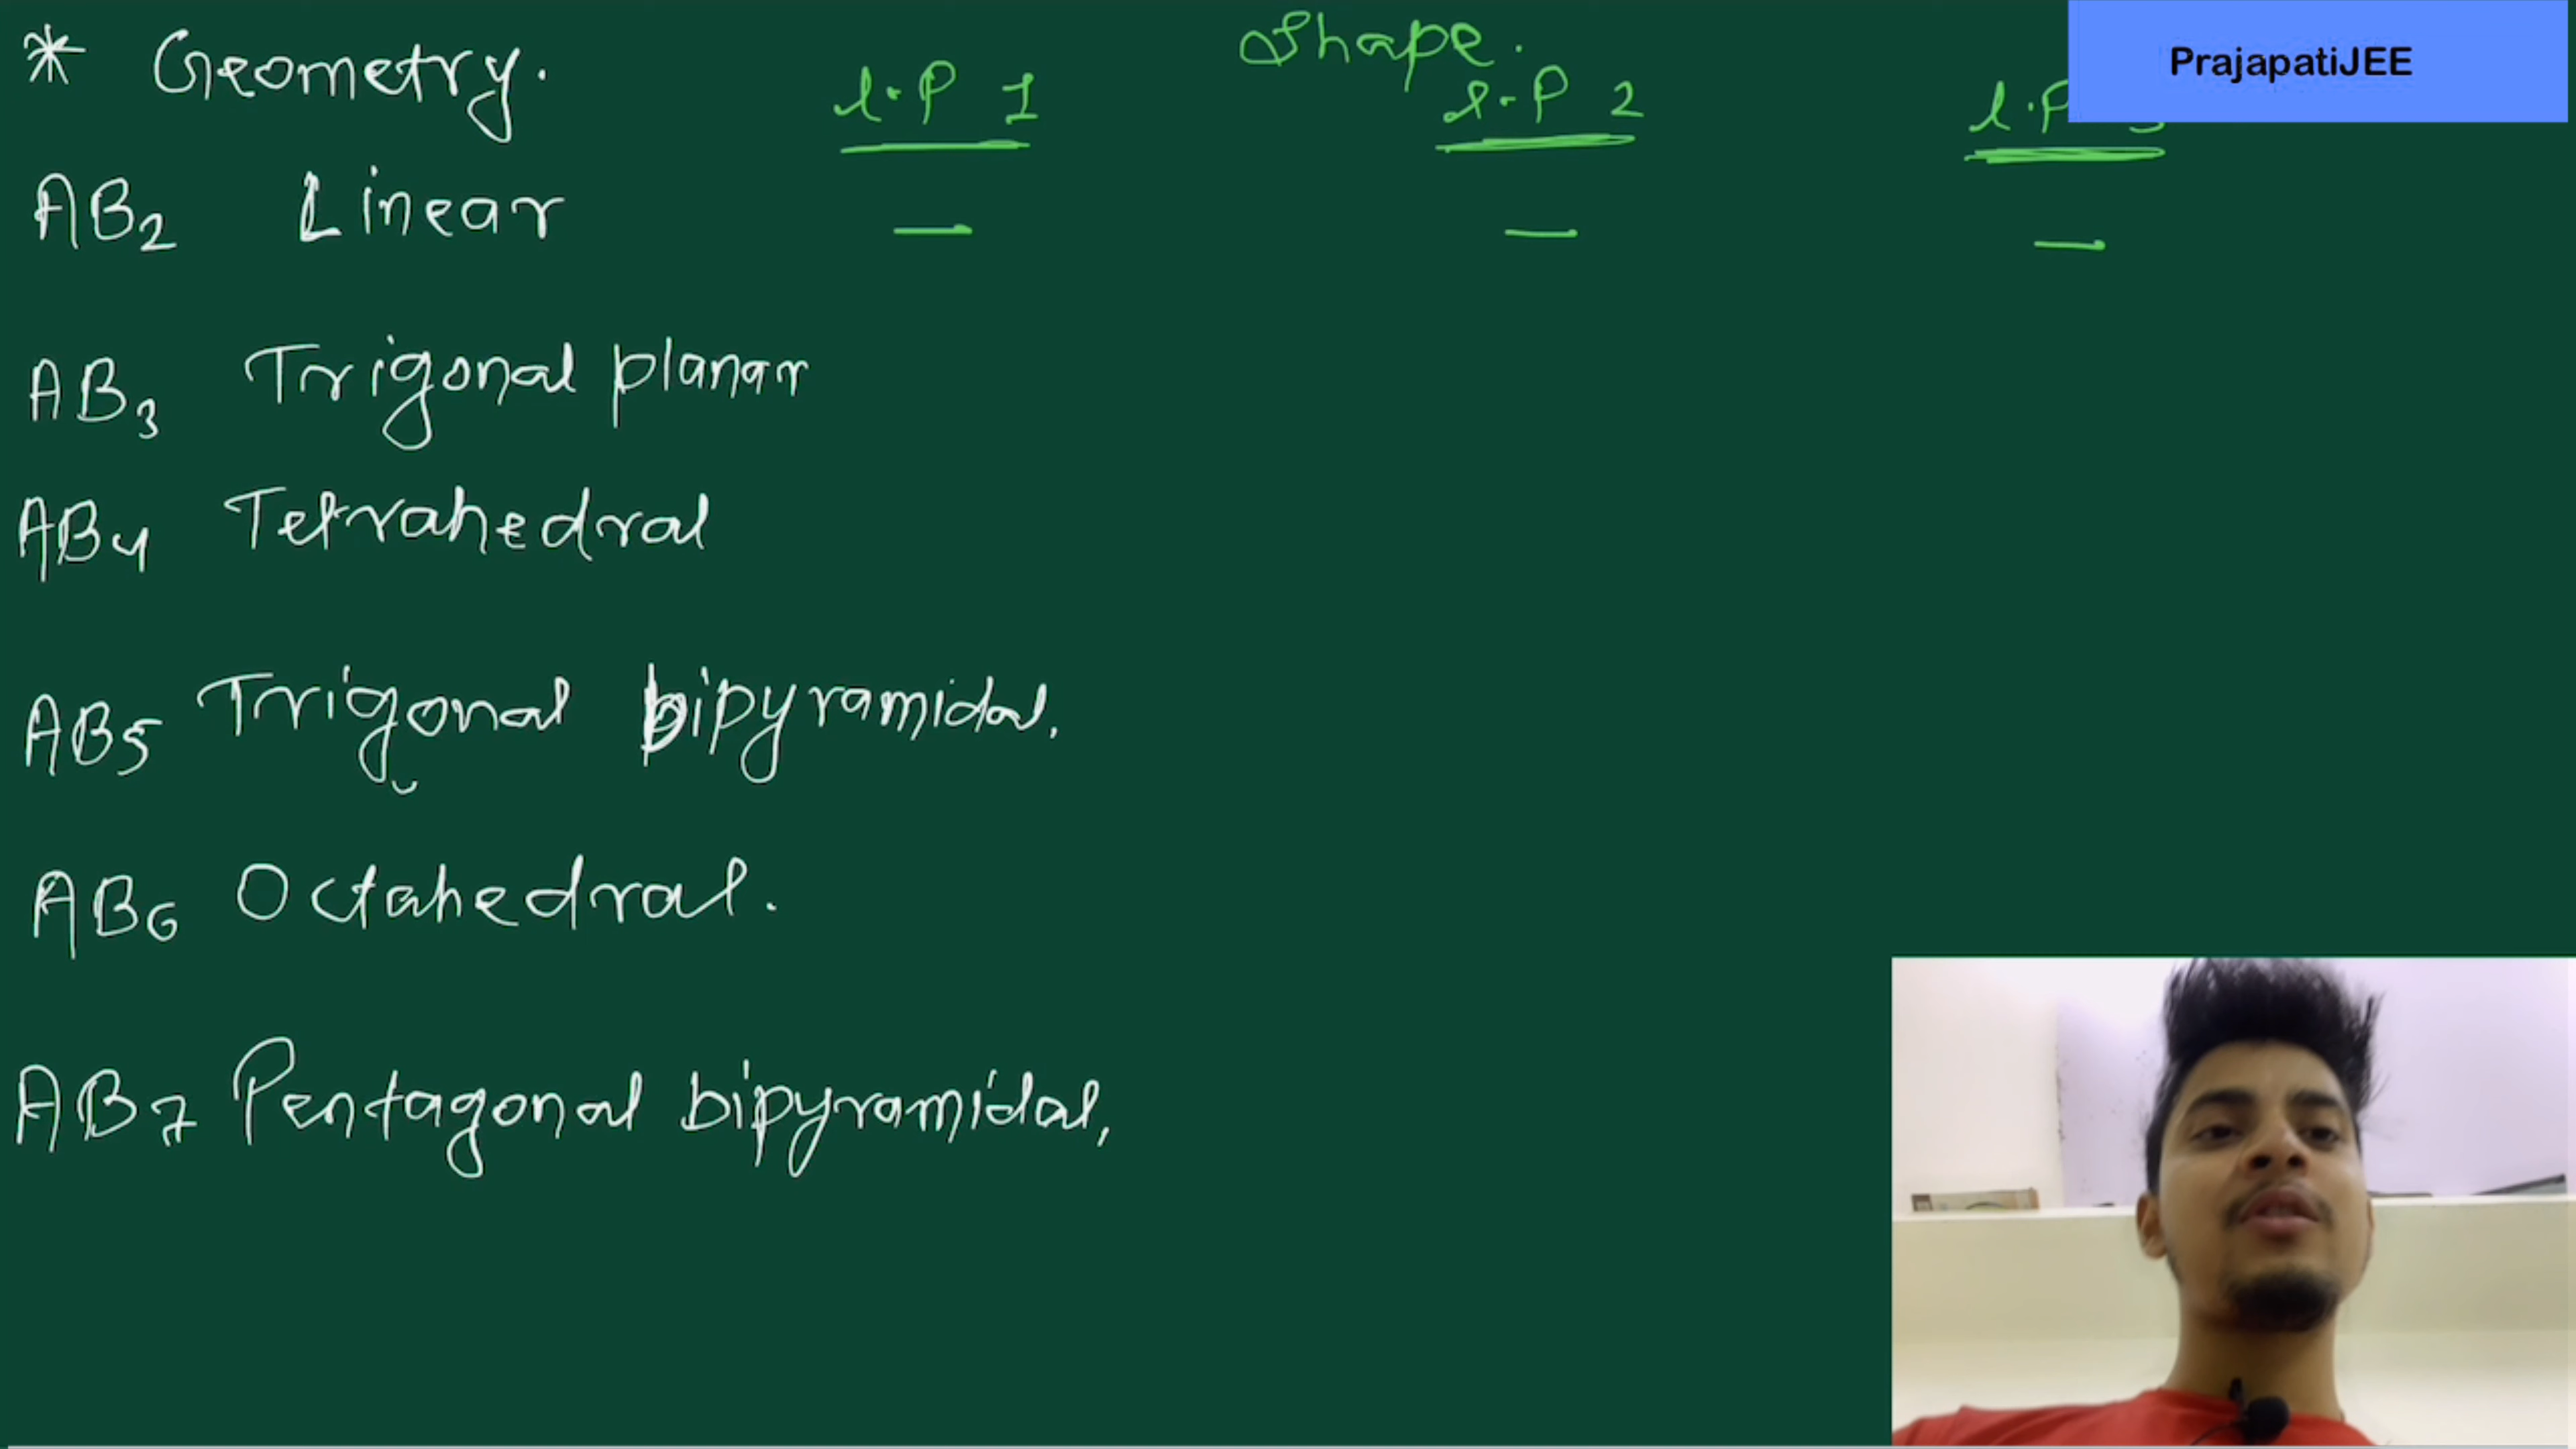 * Geometry.
Shape.
PrajapatiJEE
l.P 1
l.P 2
l.P
AB2 Linear — — —
AB3 Trigonal planar
AB4 Tetrahedral
AB5 Trigonal bipyramidal.
AB6 Octahedral.
AB7 Pentagonal bipyramidal,